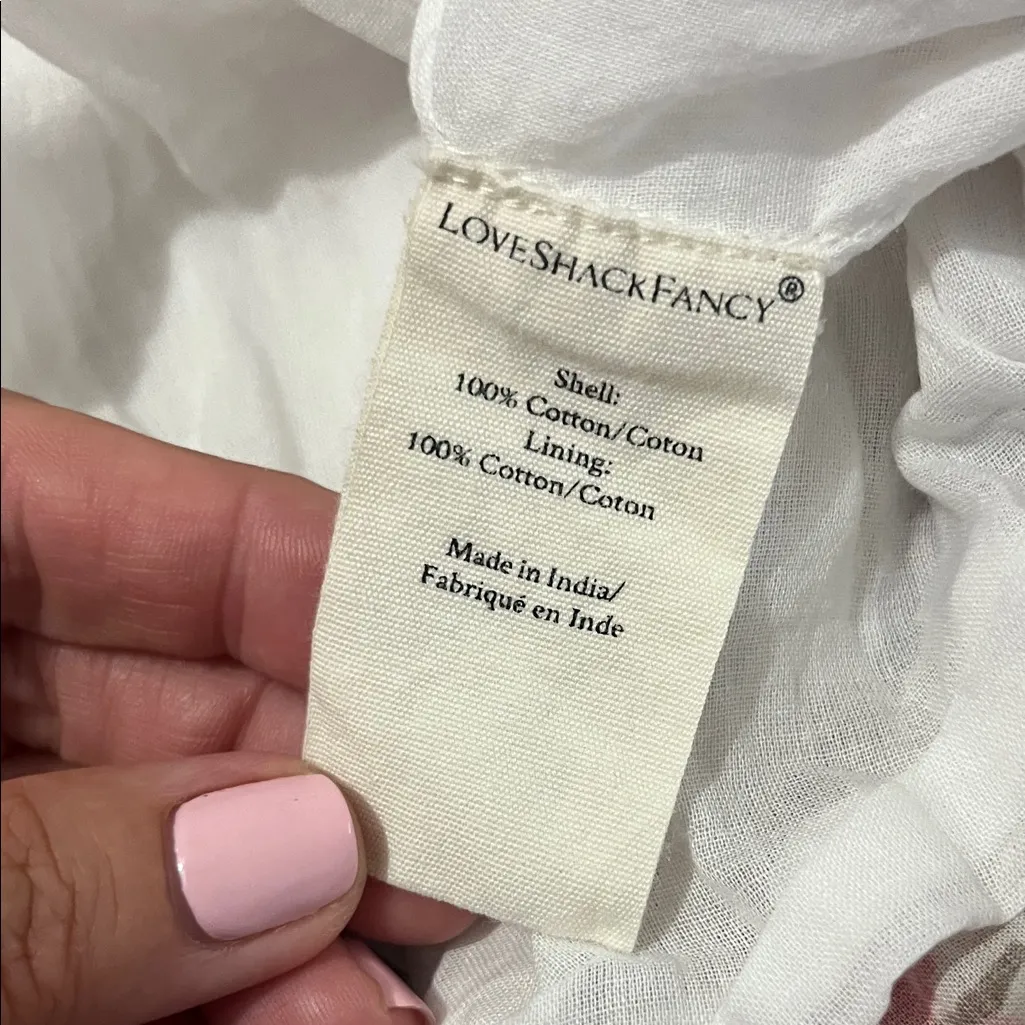 LOVESHACKFANCY®
Shell:
100% Cotton/Coton
Lining:
100% Cotton/Coton
Made in India/
Fabriqué en Inde